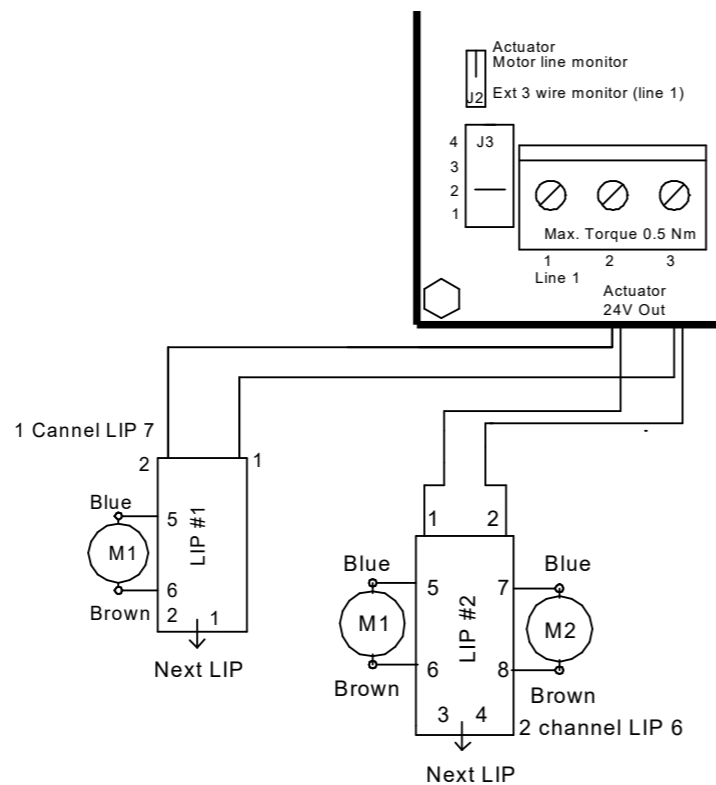 Actuator
Motor line monitor
J2
Ext 3 wire monitor (line 1)
4
J3
3
2
1
Max. Torque 0.5 Nm
1
2
3
Line 1
Actuator
24V Out
1 Cannel LIP 7
2
1
Blue
5
LIP #1
M1
6
Brown
2
1
Next LIP
1
2
Blue
5
7
Blue
M1
LIP #2
M2
6
8
Brown
Brown
3
4
2 channel LIP 6
Next LIP